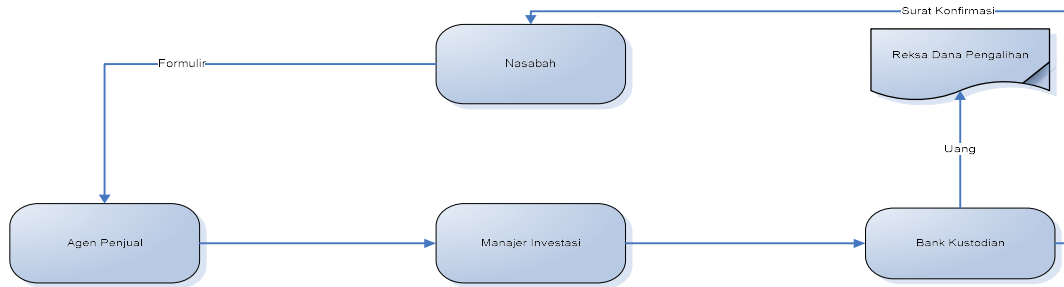 Surat Konfirmasi
Reksa Dana Pengalihan
Nasabah
Formulir
Uang
Agen Penjual
Manajer Investasi
Bank Kustodian